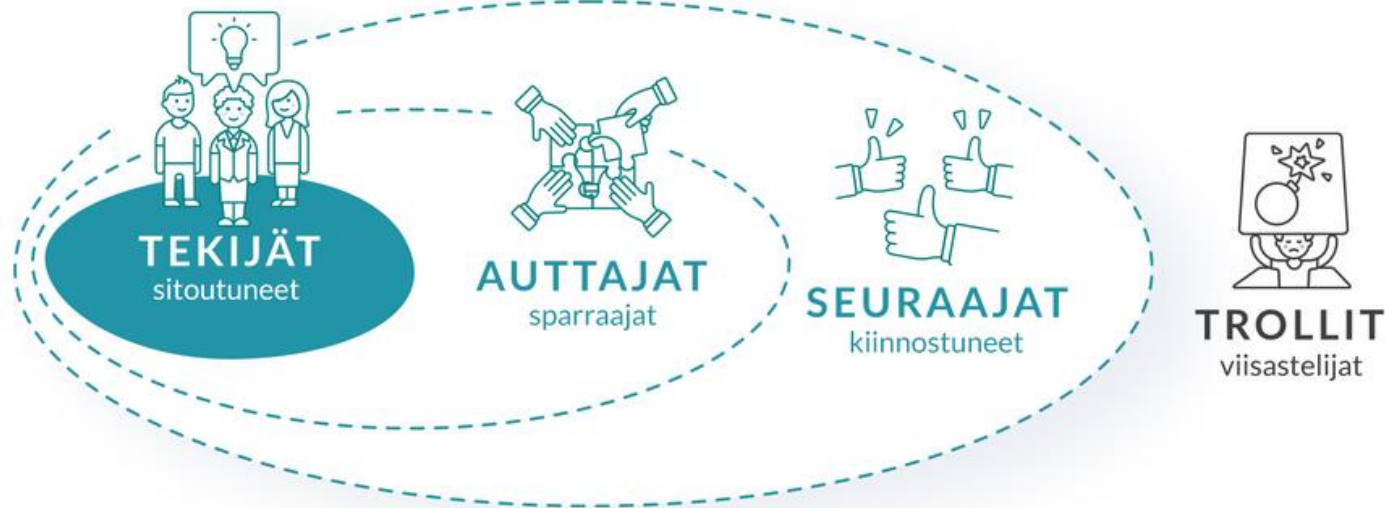 TEKIJÄT
sitoutuneet
AUTTAJAT
sparraajat
SEURAAJAT
kiinnostuneet
TROLLIT
viisastelijat